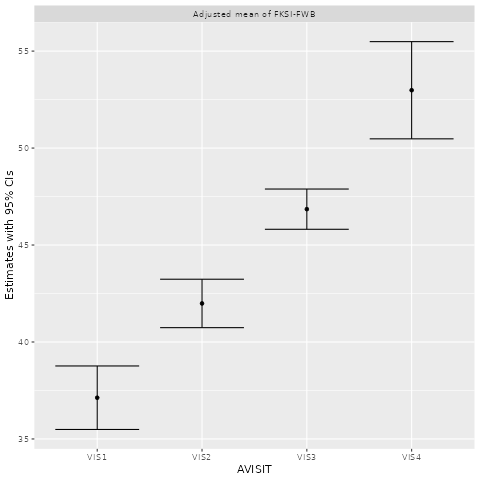 Adjusted mean of FKSI-FWB
55
50
45
40
35
Estimates with 95% CIs
VIS1 VIS2 VIS3 VIS4
AVISIT